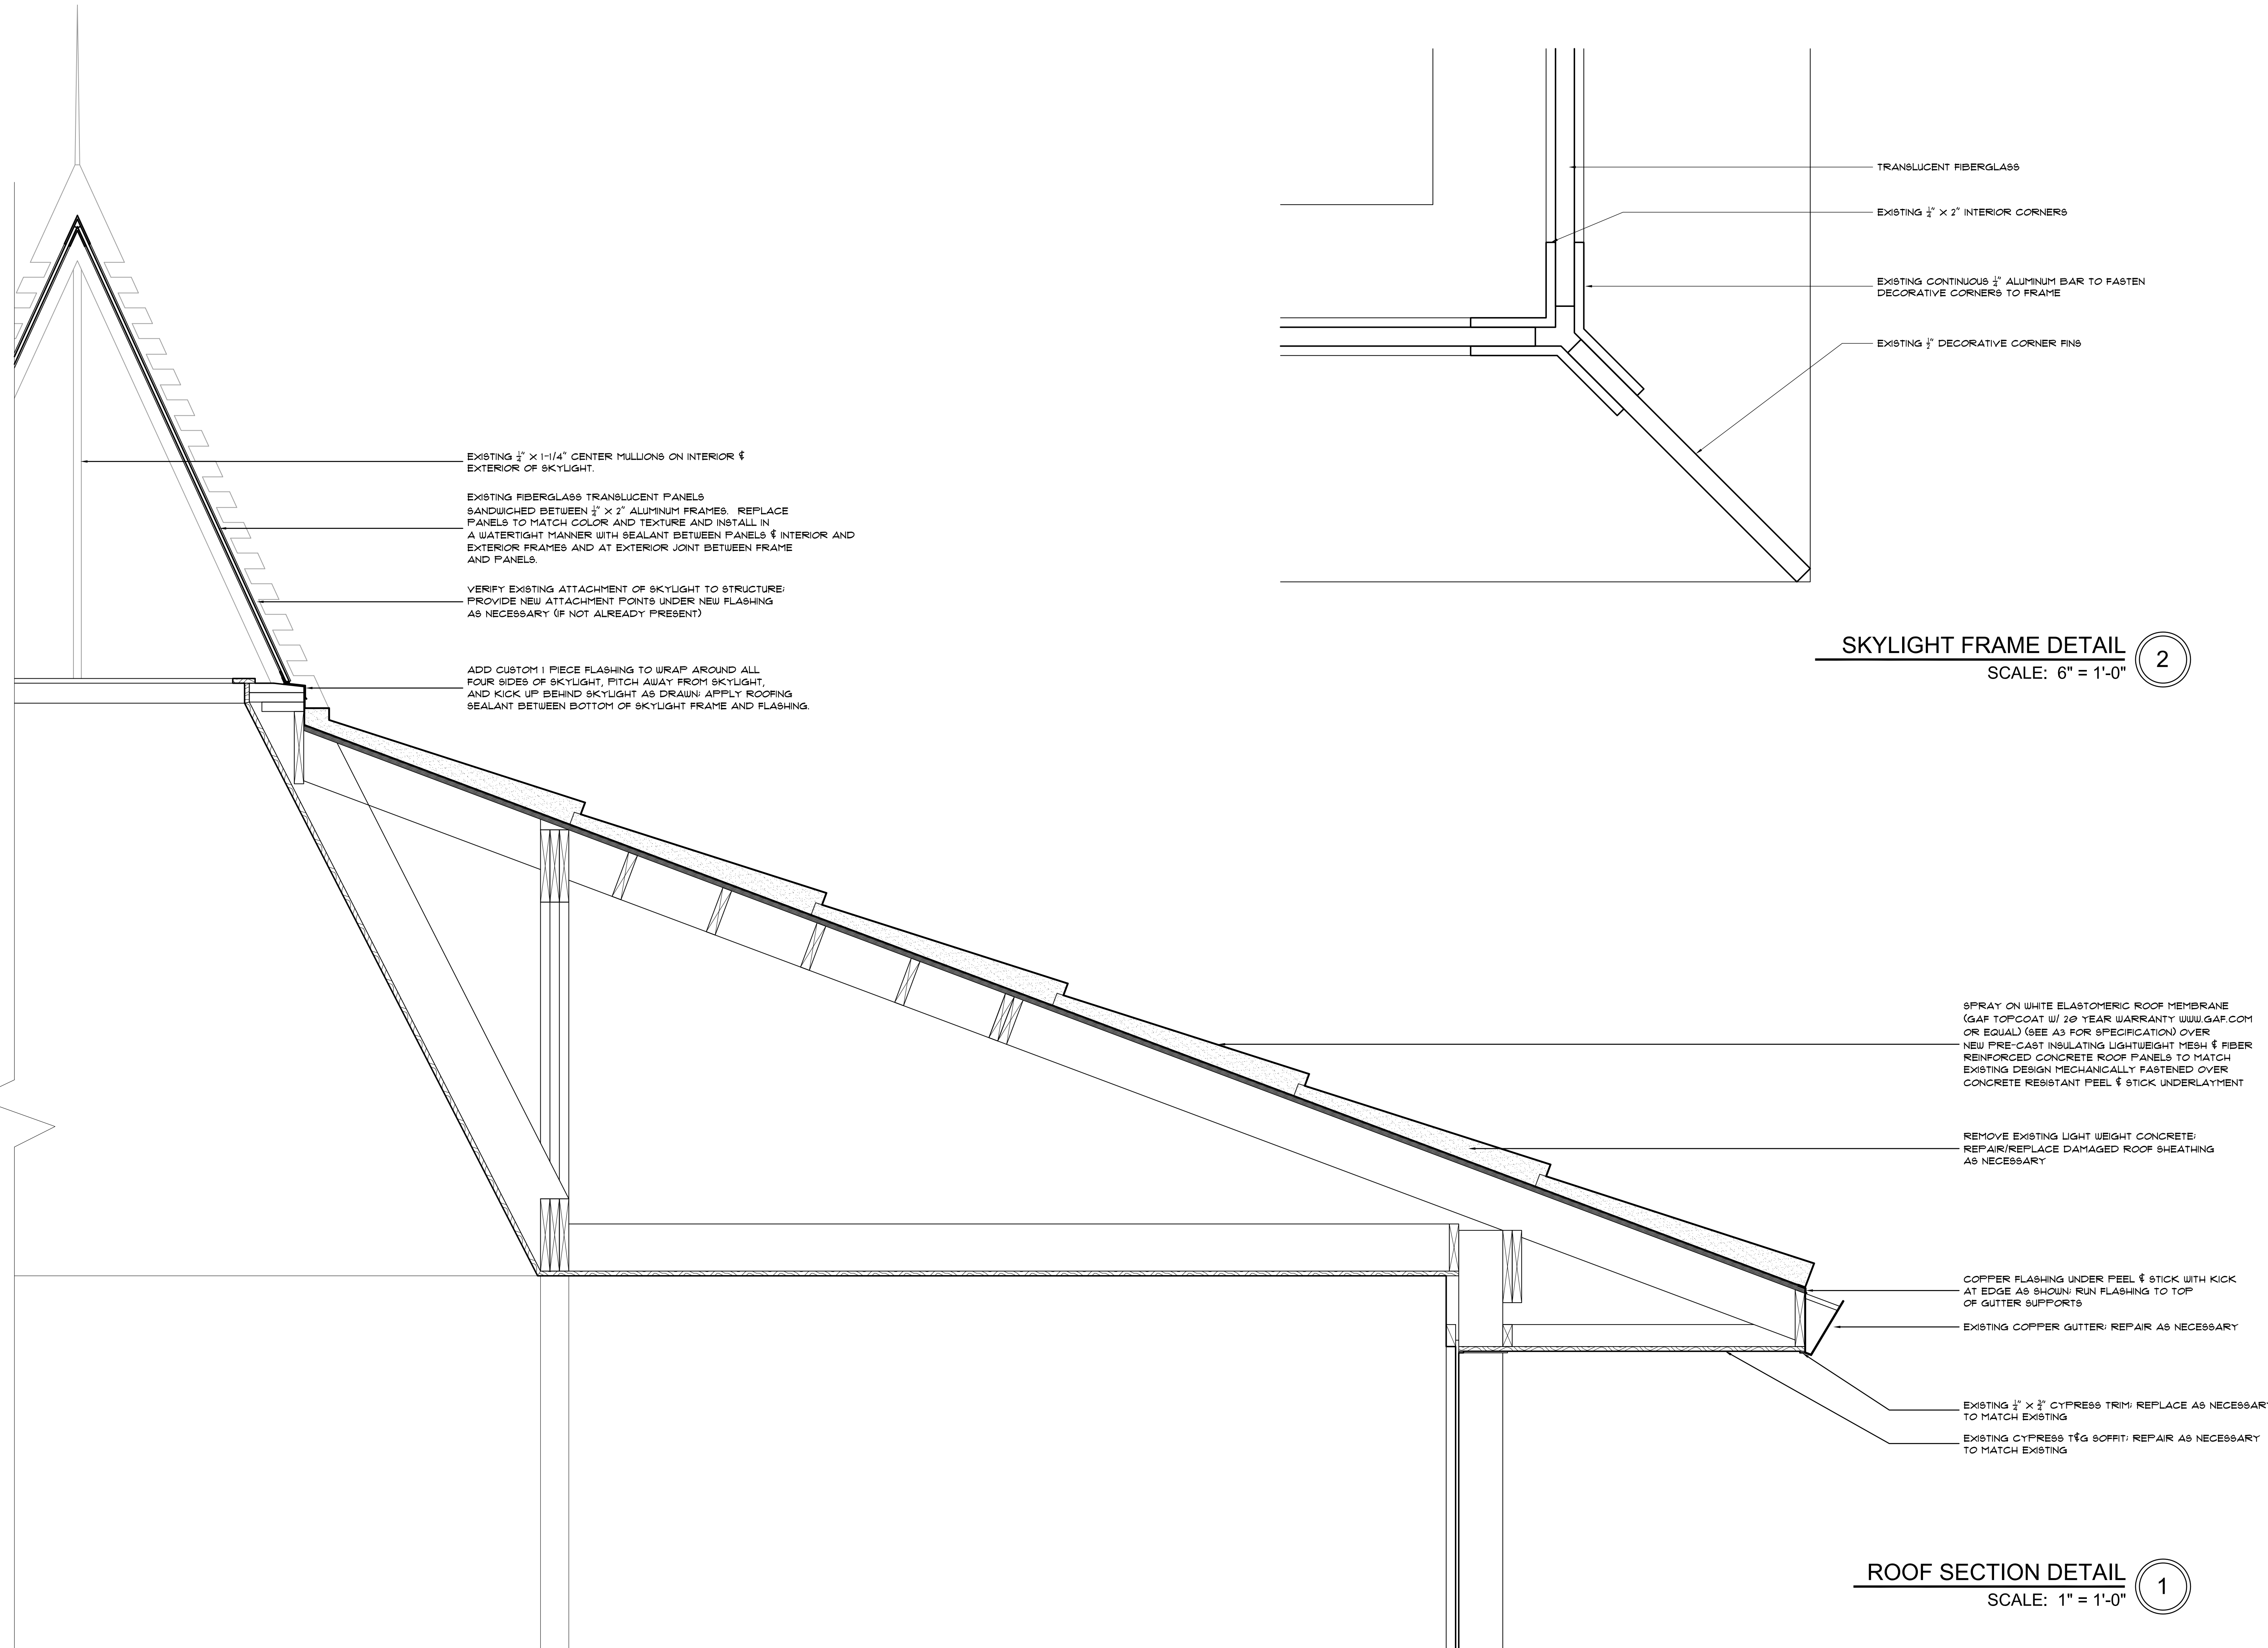 EXISTING ¼" X 1-1/4" CENTER MULLIONS ON INTERIOR &
EXTERIOR OF SKYLIGHT.
EXISTING FIBERGLASS TRANSLUCENT PANELS
SANDWICHED BETWEEN ¼" X 2" ALUMINUM FRAMES. REPLACE
PANELS TO MATCH COLOR AND TEXTURE AND INSTALL IN
A WATERTIGHT MANNER WITH SEALANT BETWEEN PANELS & INTERIOR AND
EXTERIOR FRAMES AND AT EXTERIOR JOINT BETWEEN FRAME
AND PANELS.
VERIFY EXISTING ATTACHMENT OF SKYLIGHT TO STRUCTURE;
PROVIDE NEW ATTACHMENT POINTS UNDER NEW FLASHING
AS NECESSARY (IF NOT ALREADY PRESENT)
ADD CUSTOM 1 PIECE FLASHING TO WRAP AROUND ALL
FOUR SIDES OF SKYLIGHT, PITCH AWAY FROM SKYLIGHT,
AND KICK UP BEHIND SKYLIGHT AS DRAWN; APPLY ROOFING
SEALANT BETWEEN BOTTOM OF SKYLIGHT FRAME AND FLASHING.
TRANSLUCENT FIBERGLASS
EXISTING ¼" X 2" INTERIOR CORNERS
EXISTING CONTINUOUS ¼" ALUMINUM BAR TO FASTEN
DECORATIVE CORNERS TO FRAME
EXISTING ½" DECORATIVE CORNER FINS
SKYLIGHT FRAME DETAIL 2
SCALE: 6" = 1'-0"
SPRAY ON WHITE ELASTOMERIC ROOF MEMBRANE
(GAF TOPCOAT W/ 20 YEAR WARRANTY WWW.GAF.COM
OR EQUAL) (SEE A3 FOR SPECIFICATION) OVER
NEW PRE-CAST INSULATING LIGHTWEIGHT MESH & FIBER
REINFORCED CONCRETE ROOF PANELS TO MATCH
EXISTING DESIGN MECHANICALLY FASTENED OVER
CONCRETE RESISTANT PEEL & STICK UNDERLAYMENT
REMOVE EXISTING LIGHT WEIGHT CONCRETE;
REPAIR/REPLACE DAMAGED ROOF SHEATHING
AS NECESSARY
COPPER FLASHING UNDER PEEL & STICK WITH KICK
AT EDGE AS SHOWN; RUN FLASHING TO TOP
OF GUTTER SUPPORTS
EXISTING COPPER GUTTER; REPAIR AS NECESSARY
EXISTING ¼" X ¾" CYPRESS TRIM; REPLACE AS NECESSAR
TO MATCH EXISTING
EXISTING CYPRESS T&G SOFFIT; REPAIR AS NECESSARY
TO MATCH EXISTING
ROOF SECTION DETAIL 1
SCALE: 1" = 1'-0"